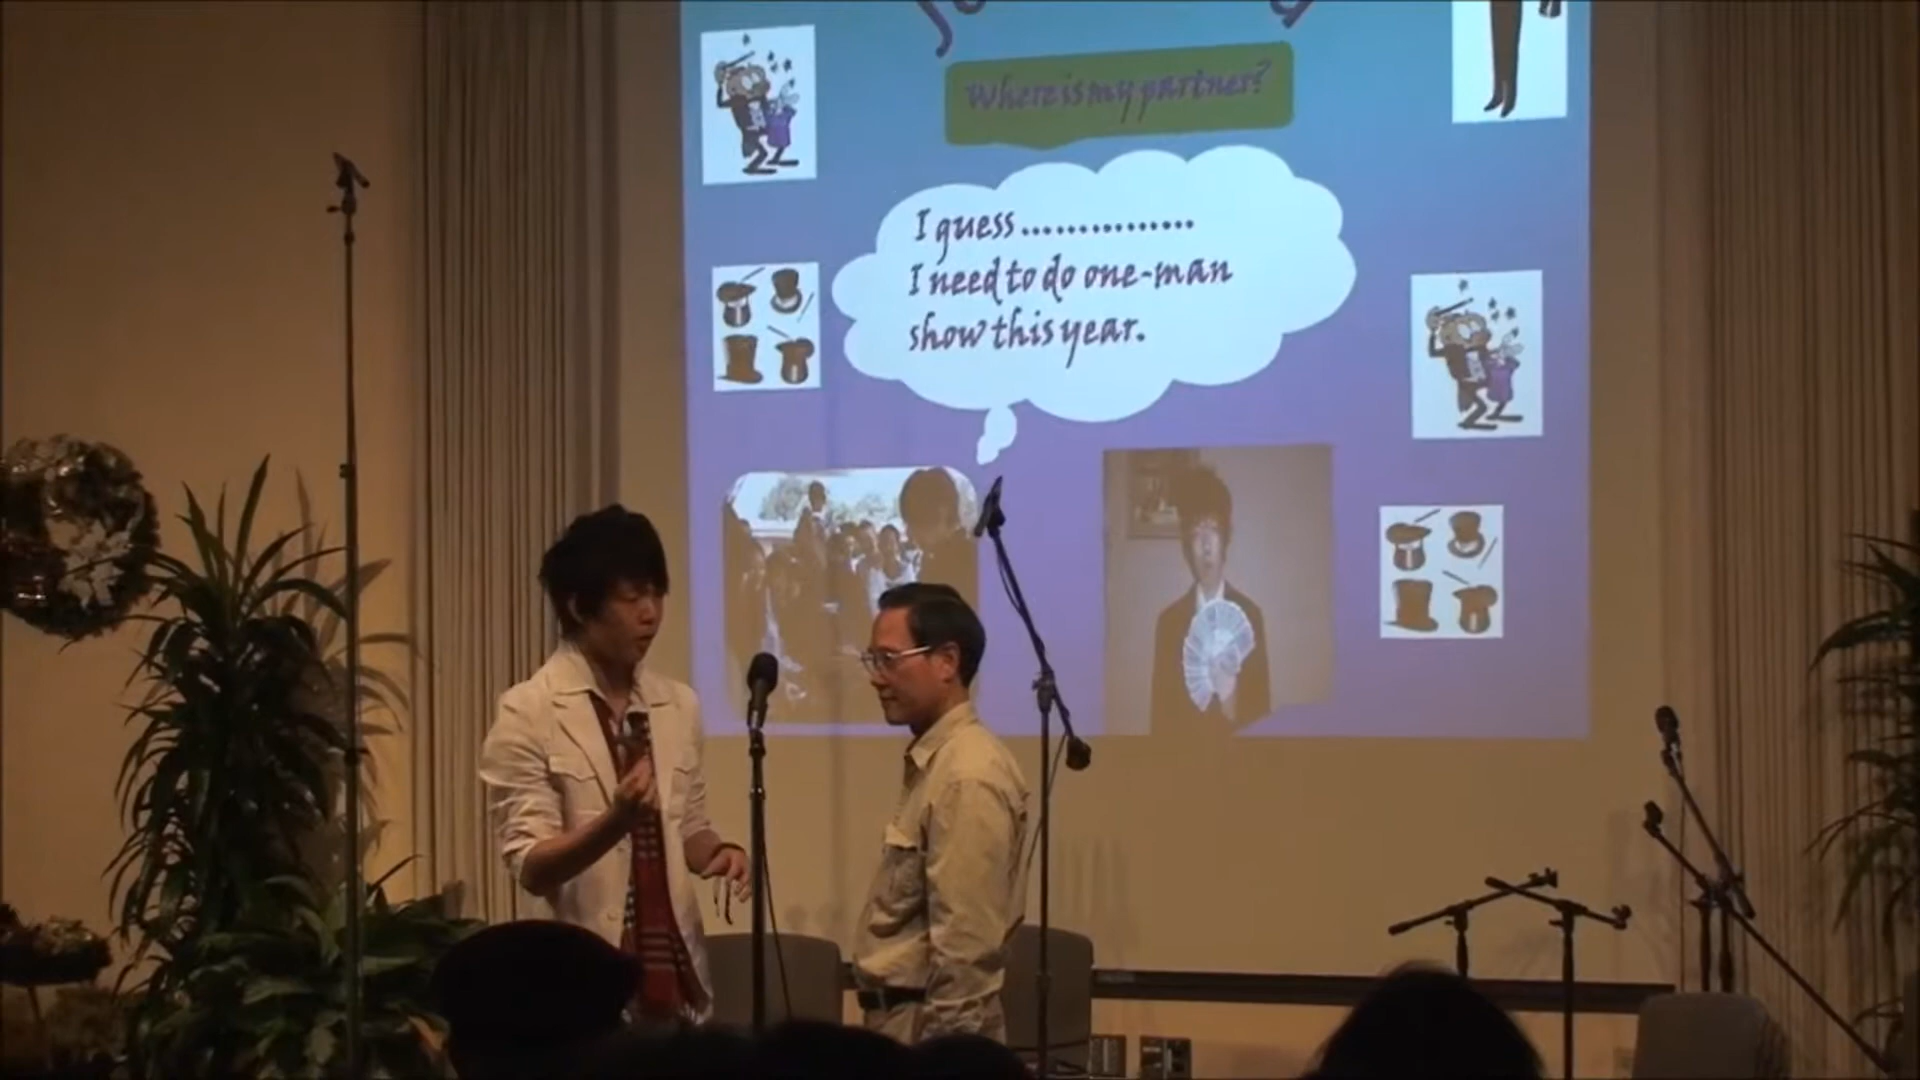 Where is my partner?
I guess...............
I need to do one-man
show this year.